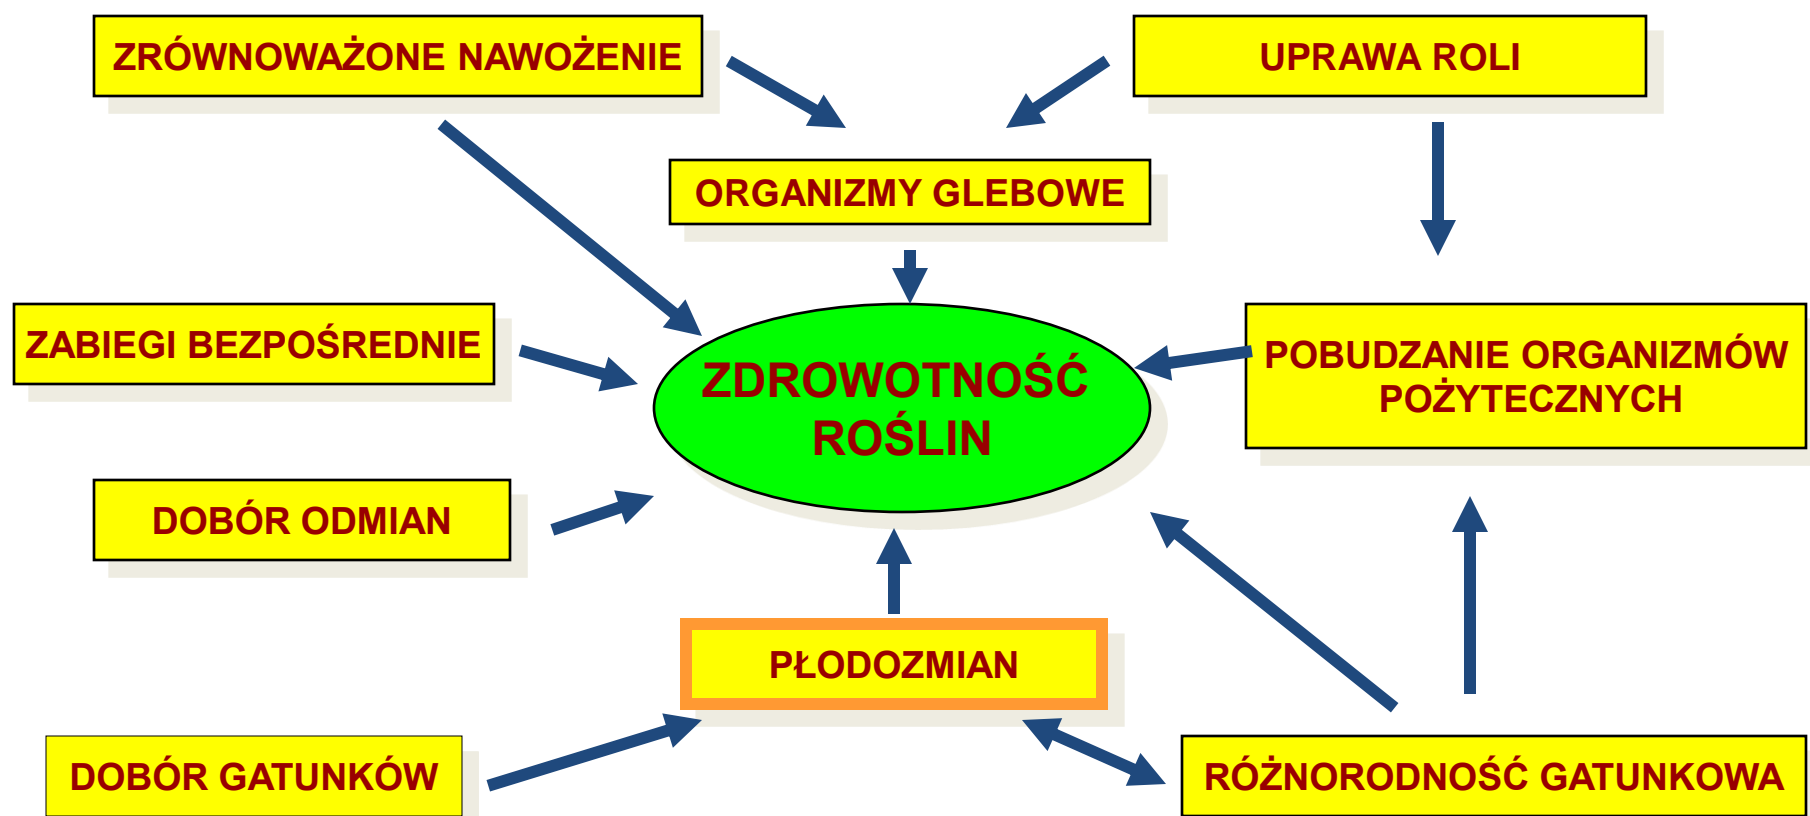 ZRÓWNOWAŻONE NAWOŻENIE
UPRAWA ROLI
ORGANIZMY GLEBOWE
ZABIEGI BEZPOŚREDNIE
ZDROWOTNOŚĆ
ROŚLIN
POBUDZANIE ORGANIZMÓW
POŻYTECZNYCH
DOBÓR ODMIAN
PŁODOZMIAN
DOBÓR GATUNKÓW
RÓŻNORODNOŚĆ GATUNKOWA